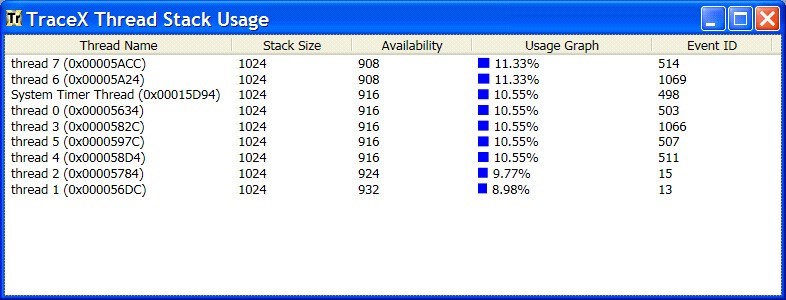 TraceX Thread Stack Usage
Thread Name Stack Size Availability Usage Graph Event ID
thread 7 (0x00005ACC) 1024 908 11.33% 514
thread 6 (0x00005A24) 1024 908 11.33% 1069
System Timer Thread (0x00015D94) 1024 916 10.55% 498
thread 0 (0x00005634) 1024 916 10.55% 503
thread 3 (0x0000582C) 1024 916 10.55% 1066
thread 5 (0x0000597C) 1024 916 10.55% 507
thread 4 (0x000058D4) 1024 916 10.55% 511
thread 2 (0x00005784) 1024 924 9.77% 15
thread 1 (0x000056DC) 1024 932 8.98% 13